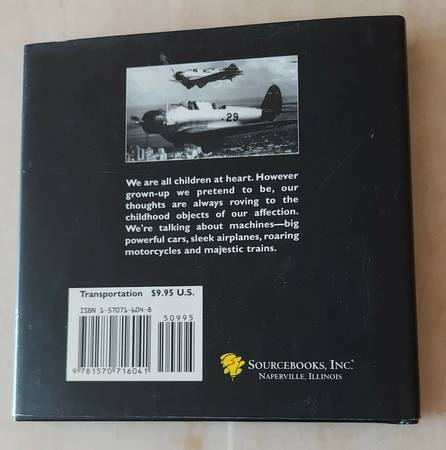 29
We are all children at heart. However
grown-up we pretend to be, our
thoughts are always roving to the
childhood objects of our affection.
We're talking about machines—big
powerful cars, sleek airplanes, roaring
motorcycles and majestic trains.
Transportation $9.95 U.S.
ISBN 1-57071-604-8
50995
9 781570 716041
SOURCEBOOKS, INC.®
NAPERVILLE, ILLINOIS